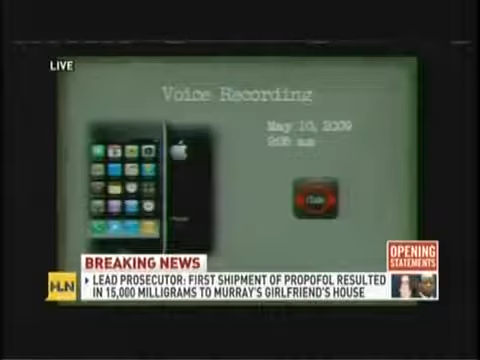 LIVE
Voice Recording
May 10, 2009
9:05 am
OPENING
STATEMENTS
BREAKING NEWS
LEAD PROSECUTOR: FIRST SHIPMENT OF PROPOFOL RESULTED
IN 15,000 MILLIGRAMS TO MURRAY'S GIRLFRIEND'S HOUSE
HLN